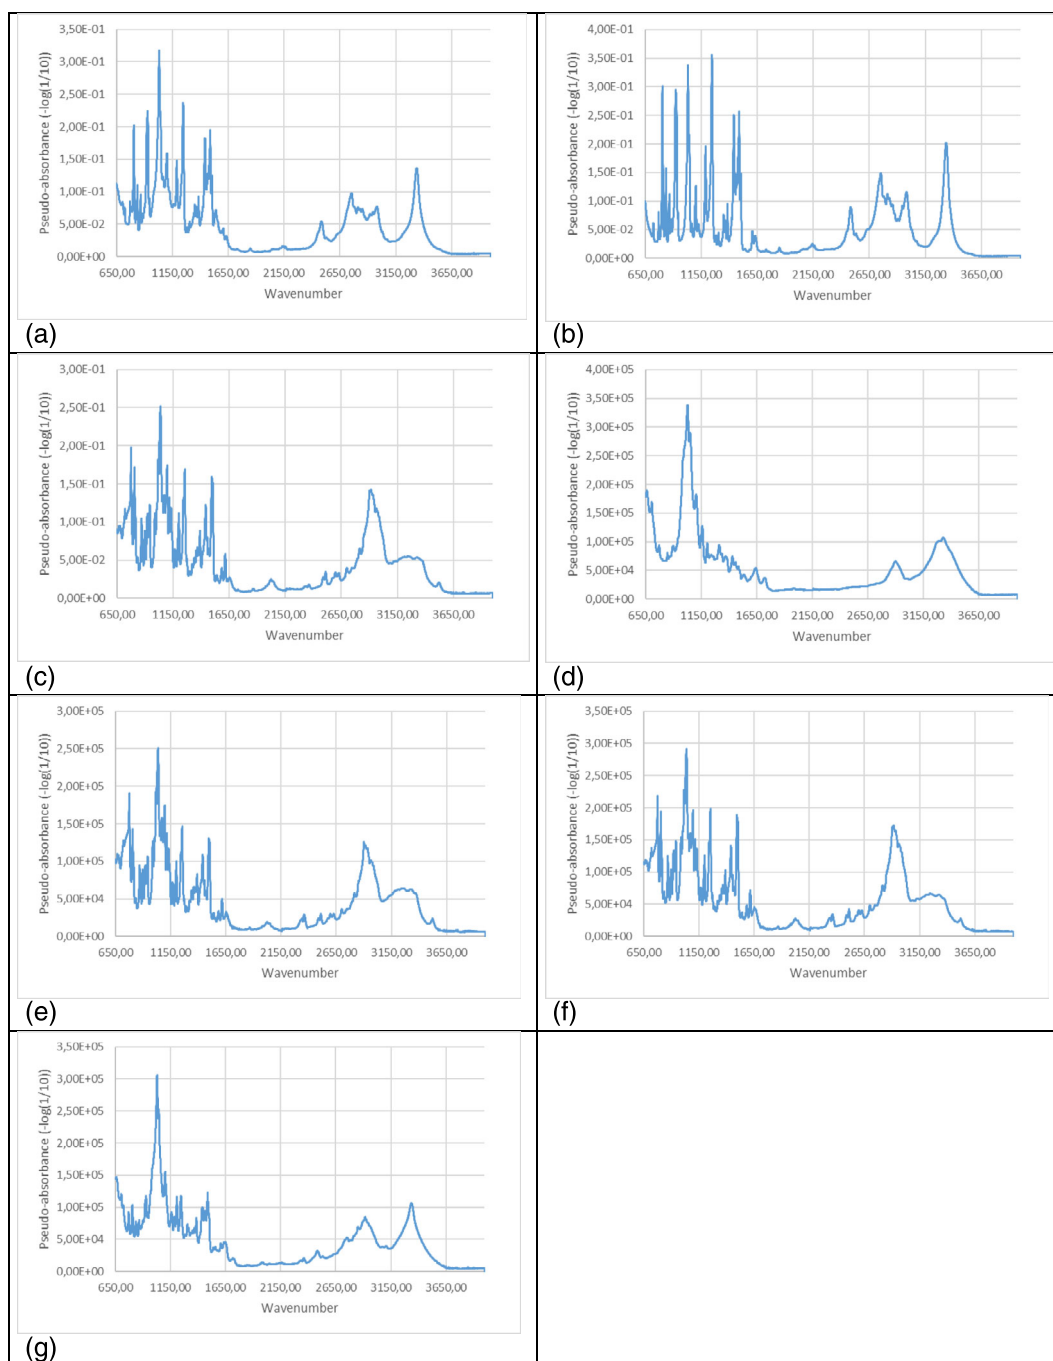 3,50E-01
3,00E-01
2,50E-01
2,00E-01
1,50E-01
1,00E-01
5,00E-02
0,00E+00
Pseudo-absorbance (-log(1/10))
650,00 1150,00 1650,00 2150,00 2650,00 3150,00 3650,00
Wavenumber
(a)
4,00E-01
3,50E-01
3,00E-01
2,50E-01
2,00E-01
1,50E-01
1,00E-01
5,00E-02
0,00E+00
Pseudo-absorbance (-log(1/10))
650,00 1150,00 1650,00 2150,00 2650,00 3150,00 3650,00
Wavenumber
(b)
3,00E-01
2,50E-01
2,00E-01
1,50E-01
1,00E-01
5,00E-02
0,00E+00
Pseudo-absorbance (-log(1/10))
650,00 1150,00 1650,00 2150,00 2650,00 3150,00 3650,00
Wavenumber
(c)
4,00E+05
3,50E+05
3,00E+05
2,50E+05
2,00E+05
1,50E+05
1,00E+05
5,00E+04
0,00E+00
Pseudo-absorbance (-log(1/10))
650,00 1150,00 1650,00 2150,00 2650,00 3150,00 3650,00
Wavenumber
(d)
3,00E+05
2,50E+05
2,00E+05
1,50E+05
1,00E+05
5,00E+04
0,00E+00
Pseudo-absorbance (-log(1/10))
650,00 1150,00 1650,00 2150,00 2650,00 3150,00 3650,00
Wavenumber
(e)
3,50E+05
3,00E+05
2,50E+05
2,00E+05
1,50E+05
1,00E+05
5,00E+04
0,00E+00
Pseudo-absorbance (-log(1/10))
650,00 1150,00 1650,00 2150,00 2650,00 3150,00 3650,00
Wavenumber
(f)
3,50E+05
3,00E+05
2,50E+05
2,00E+05
1,50E+05
1,00E+05
5,00E+04
0,00E+00
Pseudo-absorbance (-log(1/10))
650,00 1150,00 1650,00 2150,00 2650,00 3150,00 3650,00
Wavenumber
(g)